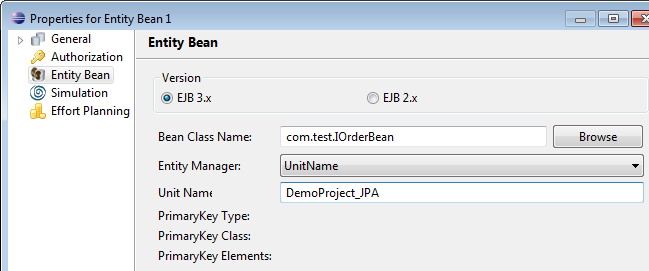 Properties for Entity Bean 1
General
Authorization
Entity Bean
Simulation
Effort Planning
Entity Bean
Version
EJB 3.x
EJB 2.x
Bean Class Name: com.test.IOrderBean Browse
Entity Manager: UnitName
Unit Name DemoProject_JPA
PrimaryKey Type:
PrimaryKey Class:
PrimaryKey Elements: